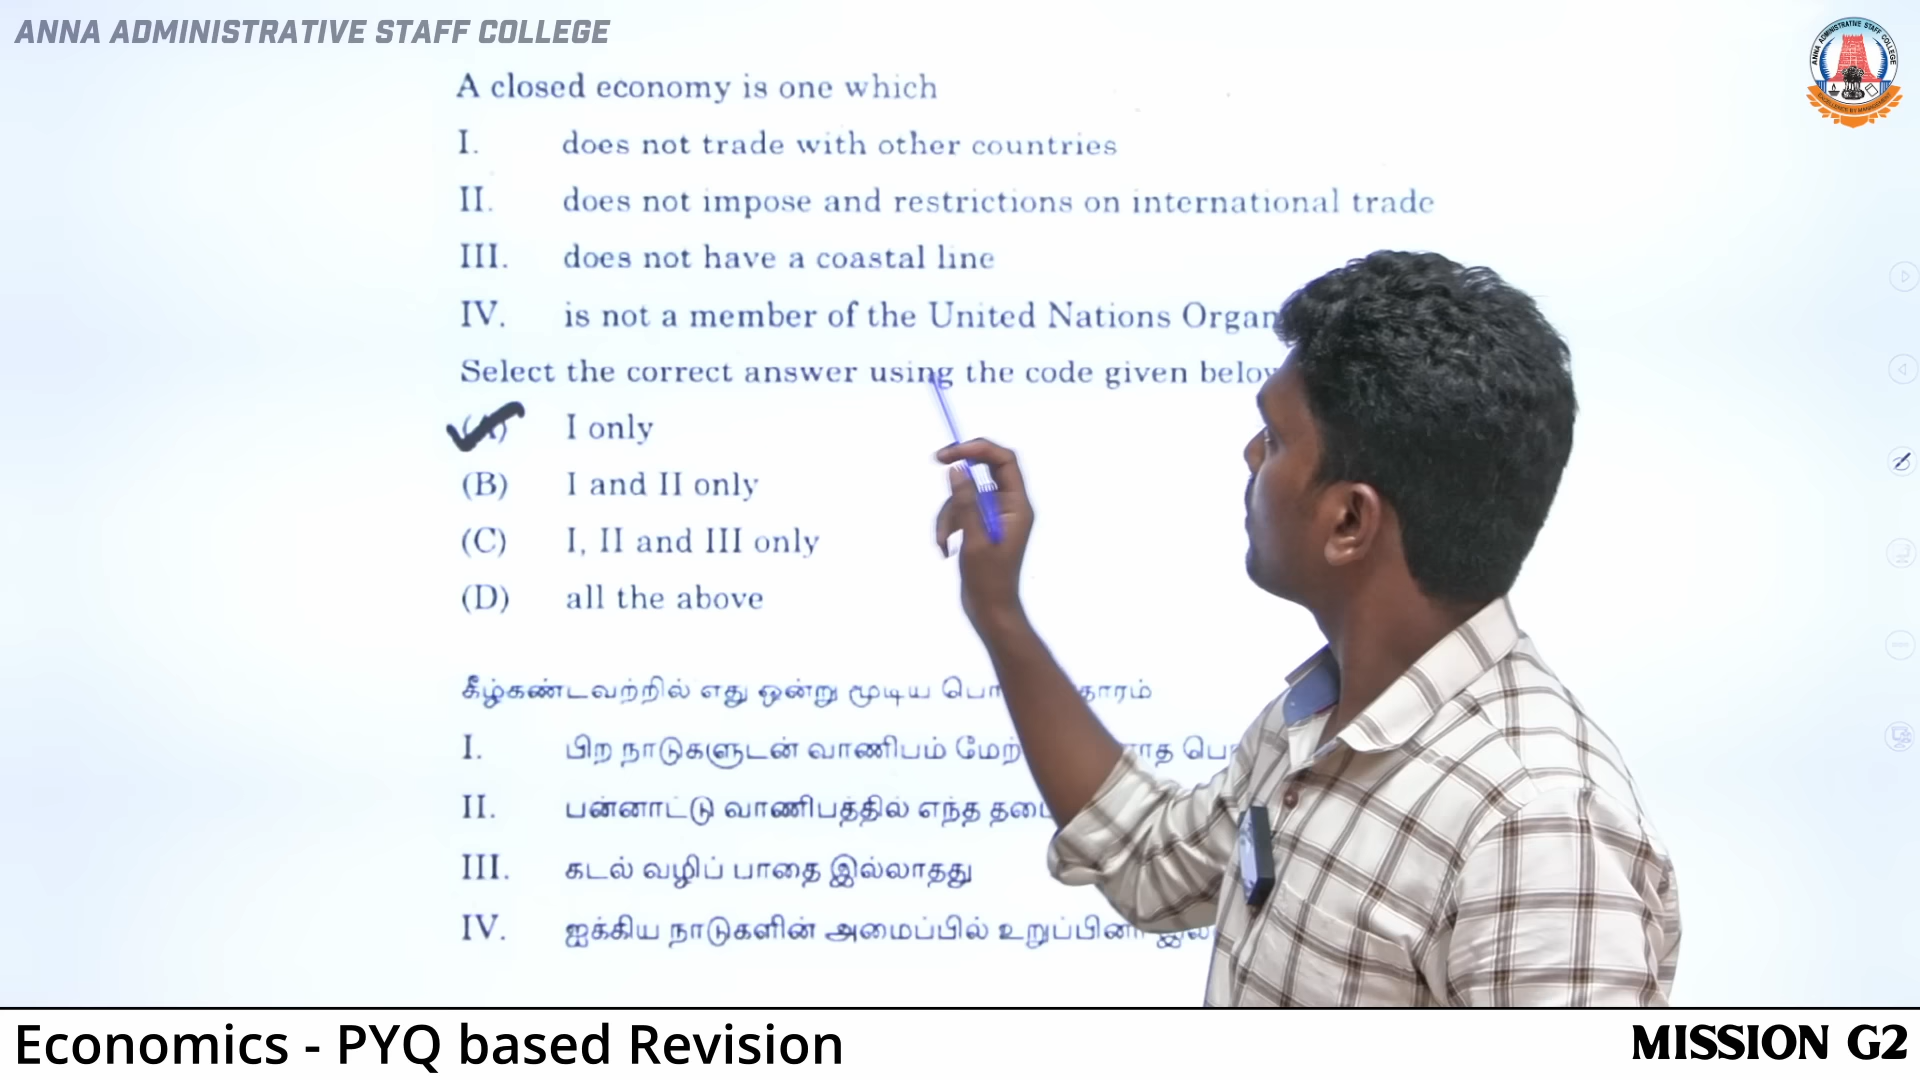 ANNA ADMINISTRATIVE STAFF COLLEGE
A closed economy is one which
I. does not trade with other countries
II. does not impose and restrictions on international trade
III. does not have a coastal line
IV. is not a member of the United Nations
Select the correct answer using the code given
I only
(B) I and II only
(C) I, II and III only
(D) all the above
கீழ்கண்டவற்றில் எது ஒன்று மூடிய
I. பிற நாடுகளுடன் வாணிபம்
II. பன்னாட்டு வாணிபத்தில் எந்த
III. கடல் வழிப் பாதை இல்லாதது
IV. ஐக்கிய நாடுகளின் அமைப்பில்
Economics - PYQ based Revision
MISSION G2